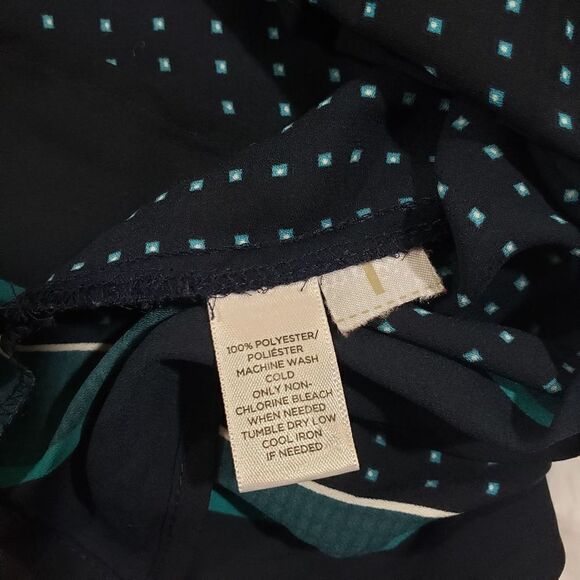 100% POLYESTER/
POLIÉSTER
MACHINE WASH
COLD
ONLY NON-
CHLORINE BLEACH
WHEN NEEDED
TUMBLE DRY LOW
COOL IRON
IF NEEDED